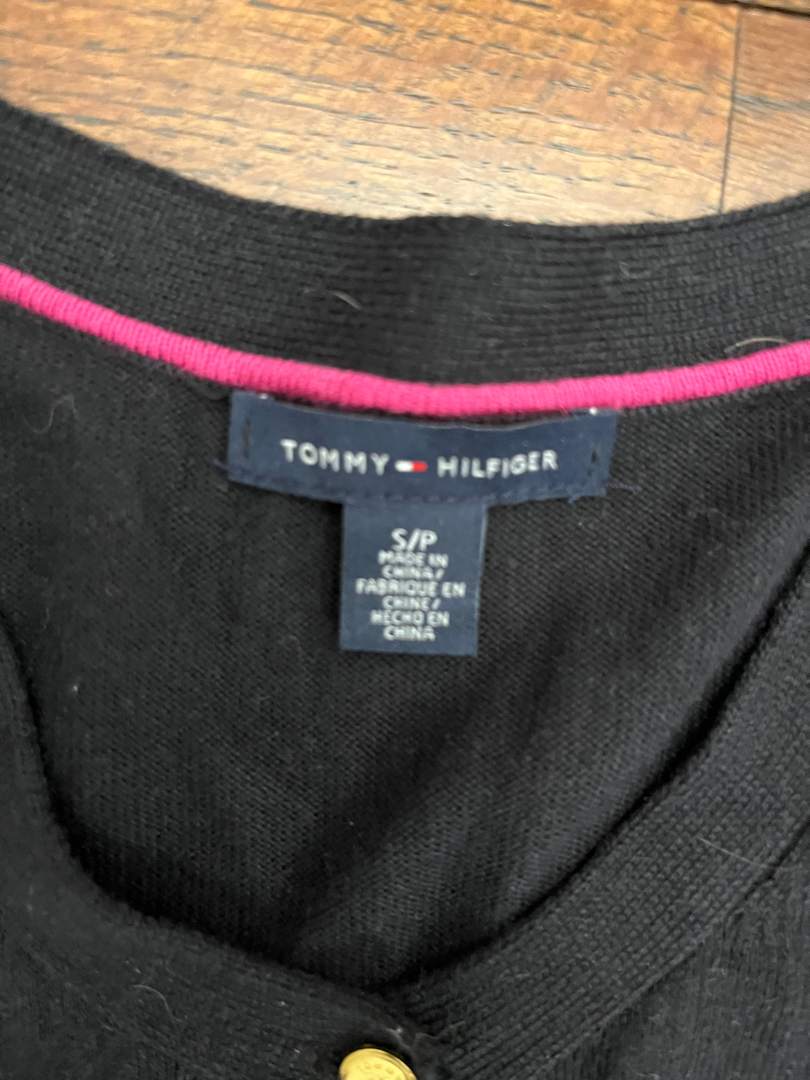 TOMMY HILFIGER
S/P
MADE IN
CHINA/
FABRIQUE EN
CHINE/
HECHO EN
CHINA